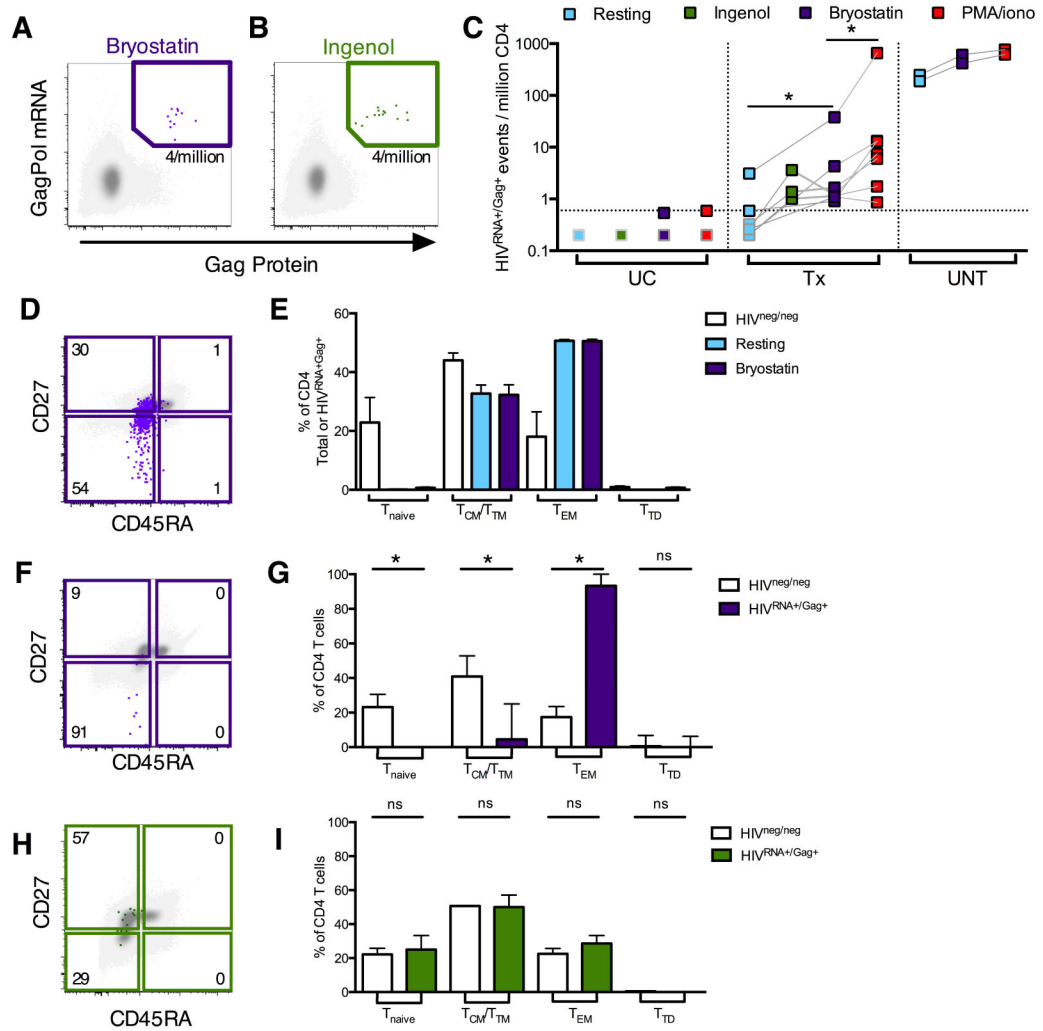 A
Bryostatin
4/million
GagPol mRNA
B
Ingenol
4/million
Gag Protein
C
Resting
Ingenol
Bryostatin
PMA/iono
*
*
HIVRNA+/Gag+ events / million CD4
1000
100
10
1
0.1
UC
Tx
UNT
D
30
1
54
1
CD27
CD45RA
E
% of CD4
Total or HIVRNA+Gag+
60
40
20
0
HIVneg/neg
Resting
Bryostatin
Tnaive
TCM/TTM
TEM
TTD
F
9
0
91
0
CD27
CD45RA
G
% of CD4 T cells
100
80
60
40
20
0
*
*
*
ns
HIVneg/neg
HIVRNA+/Gag+
Tnaive
TCM/TTM
TEM
TTD
H
57
0
29
0
CD27
CD45RA
I
% of CD4 T cells
100
80
60
40
20
0
ns
ns
ns
ns
HIVneg/neg
HIVRNA+/Gag+
Tnaive
TCM/TTM
TEM
TTD